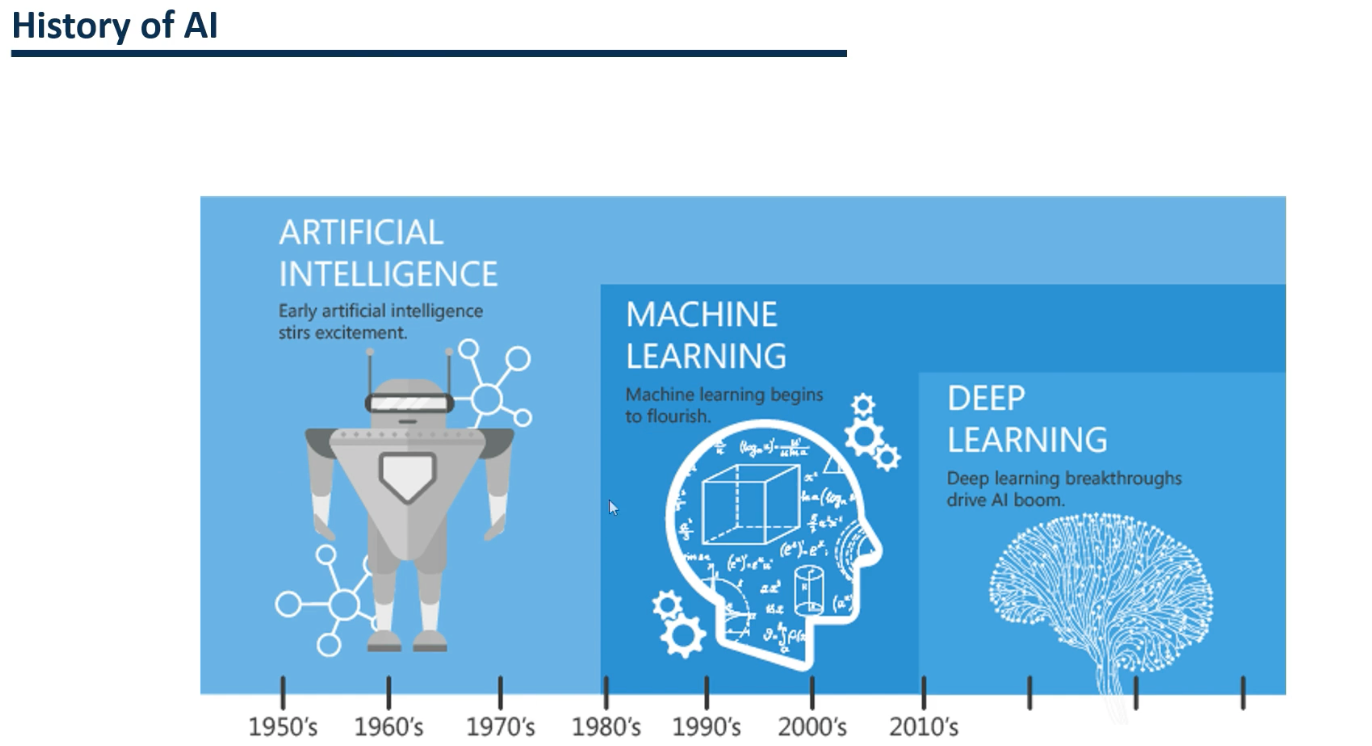 History of AI
ARTIFICIAL
INTELLIGENCE
Early artificial intelligence
stirs excitement.
MACHINE
LEARNING
Machine learning begins
to flourish.
DEEP
LEARNING
Deep learning breakthroughs
drive AI boom.
1950's 1960's 1970's 1980's 1990's 2000's 2010's